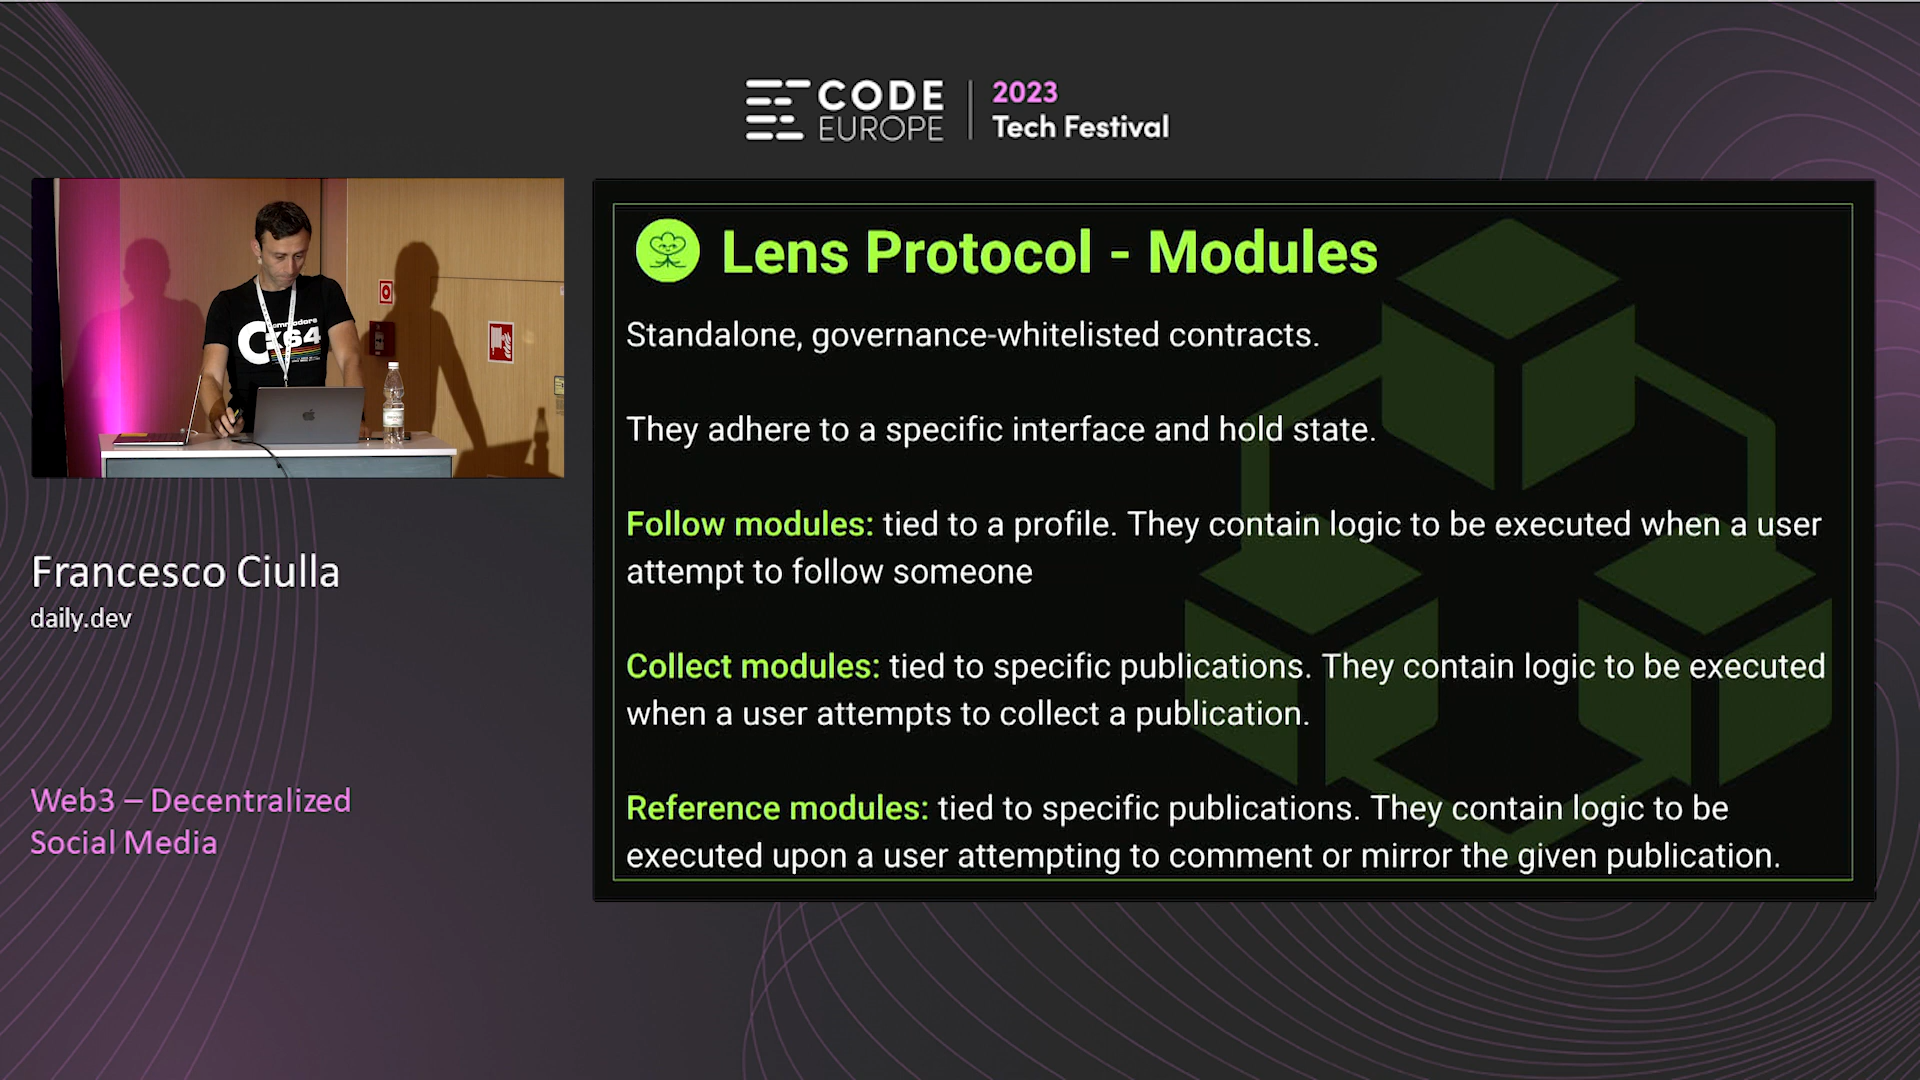 CODE
EUROPE
2023
Tech Festival
Commodore
C64
Francesco Ciulla
daily.dev
Web3 – Decentralized
Social Media
Lens Protocol - Modules
Standalone, governance-whitelisted contracts.
They adhere to a specific interface and hold state.
Follow modules: tied to a profile. They contain logic to be executed when a user
attempt to follow someone
Collect modules: tied to specific publications. They contain logic to be executed
when a user attempts to collect a publication.
Reference modules: tied to specific publications. They contain logic to be
executed upon a user attempting to comment or mirror the given publication.